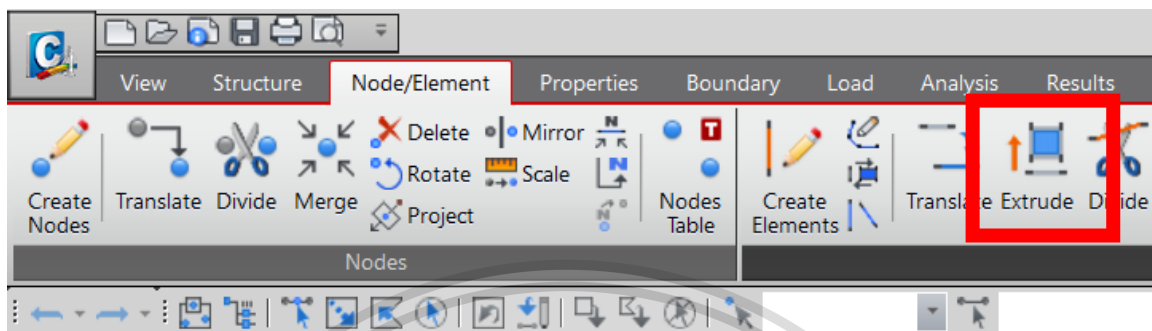 View Structure Node/Element Properties Boundary Load Analysis Results
Delete Mirror N
Rotate Scale N
Create Nodes Translate Divide Merge Project N Nodes Table Create Elements Translate Extrude Divide
Nodes